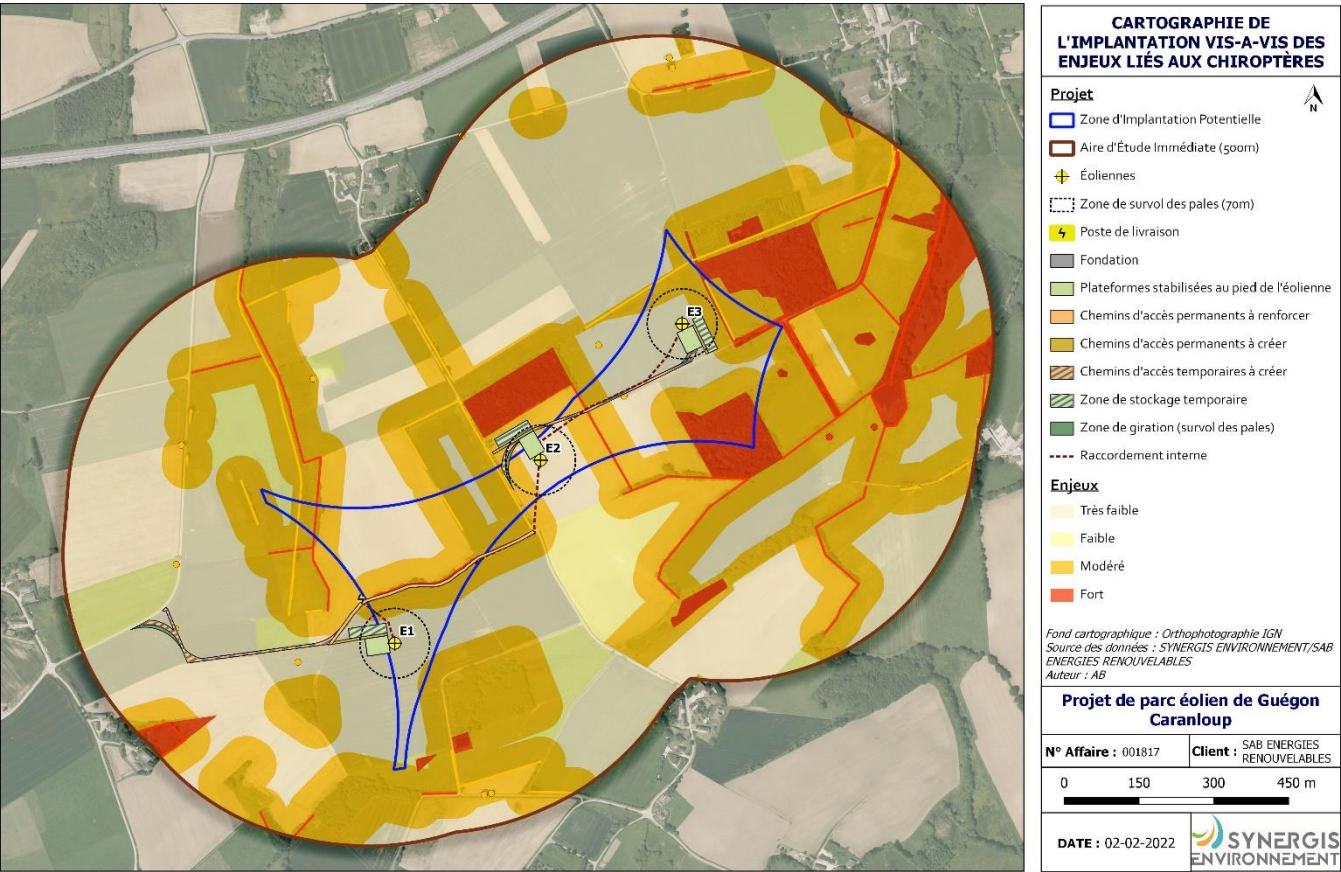 E3
E2
E1
CARTOGRAPHIE DE
L'IMPLANTATION VIS-A-VIS DES
ENJEUX LIÉS AUX CHIROPTÈRES
Projet
N
Zone d'Implantation Potentielle
Aire d'Étude Immédiate (500m)
Éoliennes
Zone de survol des pales (70m)
Poste de livraison
Fondation
Plateformes stabilisées au pied de l'éolienne
Chemins d'accès permanents à renforcer
Chemins d'accès permanents à créer
Chemins d'accès temporaires à créer
Zone de stockage temporaire
Zone de giration (survol des pales)
Raccordement interne
Enjeux
Très faible
Faible
Modéré
Fort
Fond cartographique : Orthophotographie IGN
Source des données : SYNERGIS ENVIRONNEMENT/SAB
ENERGIES RENOUVELABLES
Auteur : AB
Projet de parc éolien de Guégon
Caranloup
N° Affaire : 001817
Client : SAB ENERGIES
RENOUVELABLES
0 150 300 450 m
DATE : 02-02-2022
SYNERGIS
ENVIRONNEMENT